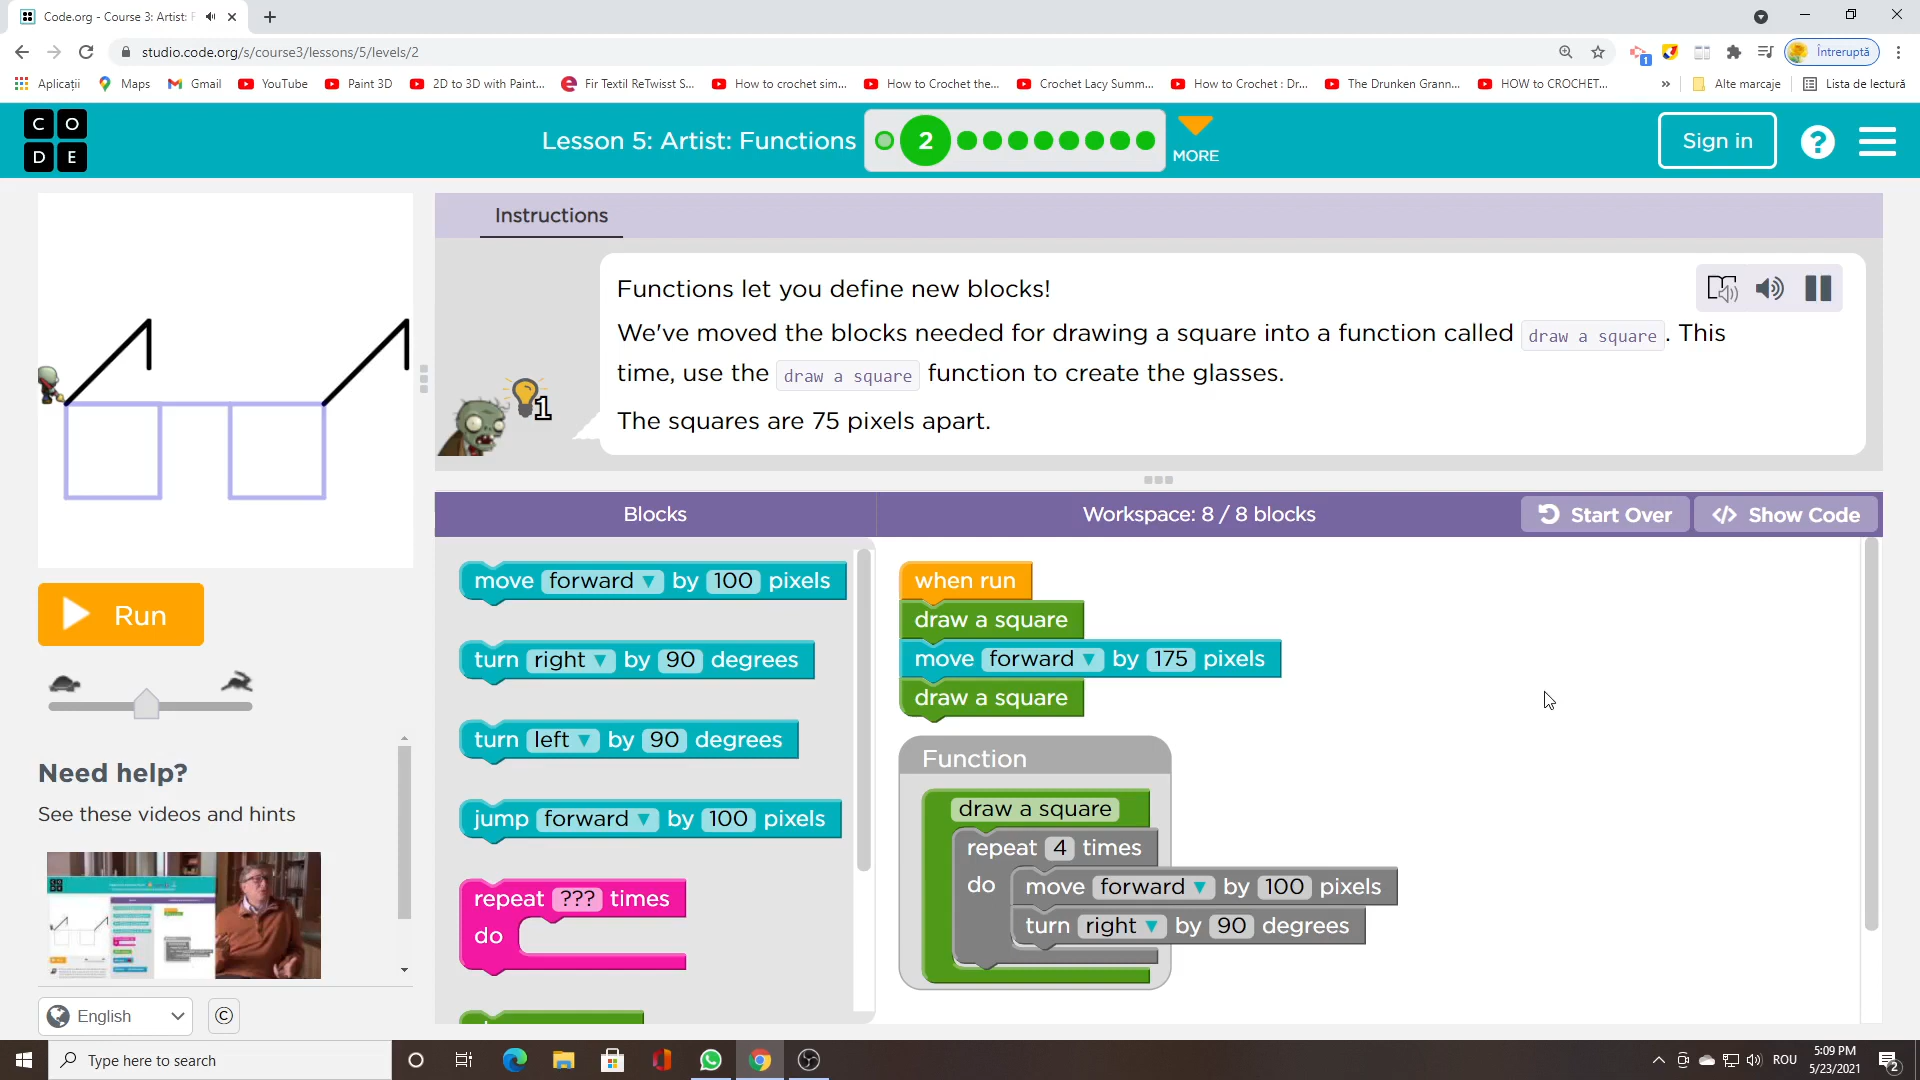 Code.org - Course 3: Artist: F
studio.code.org/s/course3/lessons/5/levels/2
1
Întreruptă
Aplicații
Maps
Gmail
YouTube
Paint 3D
2D to 3D with Paint...
Fir Textil ReTwisst S...
How to crochet sim...
How to Crochet the...
Crochet Lacy Summ...
How to Crochet : Dr...
The Drunken Grann...
HOW to CROCHET...
»
Alte marcaje
Lista de lectură
C O
D E
Lesson 5: Artist: Functions
2
MORE
Sign in
?
Instructions
Functions let you define new blocks!
We've moved the blocks needed for drawing a square into a function called draw a square. This
time, use the draw a square function to create the glasses.
The squares are 75 pixels apart.
1
Blocks
Workspace: 8 / 8 blocks
Start Over
</> Show Code
move forward by 100 pixels
turn right by 90 degrees
turn left by 90 degrees
jump forward by 100 pixels
repeat ??? times
do
when run
draw a square
move forward by 175 pixels
draw a square
Function
draw a square
repeat 4 times
do
move forward by 100 pixels
turn right by 90 degrees
Run
Need help?
See these videos and hints
English
©
Type here to search
ROU
5:09 PM
5/23/2021
2